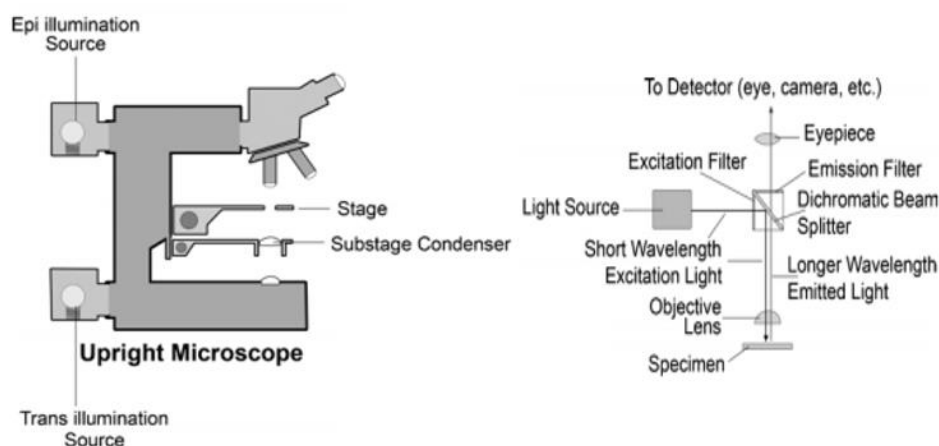 Epi illumination
Source
Stage
Substage Condenser
Upright Microscope
Trans illumination
Source
To Detector (eye, camera, etc.)
Eyepiece
Excitation Filter
Emission Filter
Dichromatic Beam
Splitter
Light Source
Short Wavelength
Excitation Light
Longer Wavelength
Emitted Light
Objective
Lens
Specimen